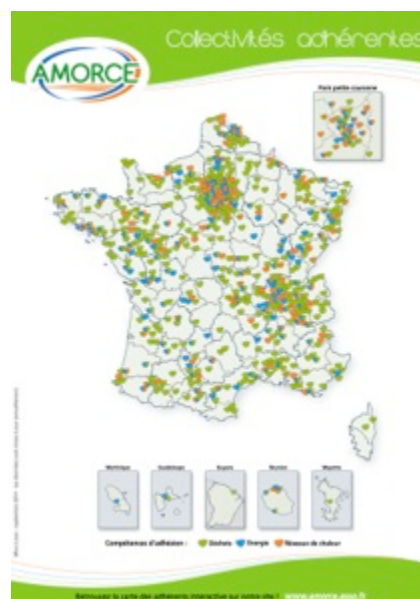 Collectivités adhérentes
AMORCE
Paris petite couronne
Martinique
Guadeloupe
Guyane
Réunion
Mayotte
Compétences d'adhésion :
Déchets
Energie
Réseaux de chaleur
Retrouvez la carte des adhérents interactive sur notre site ! www.amorce.asso.fr